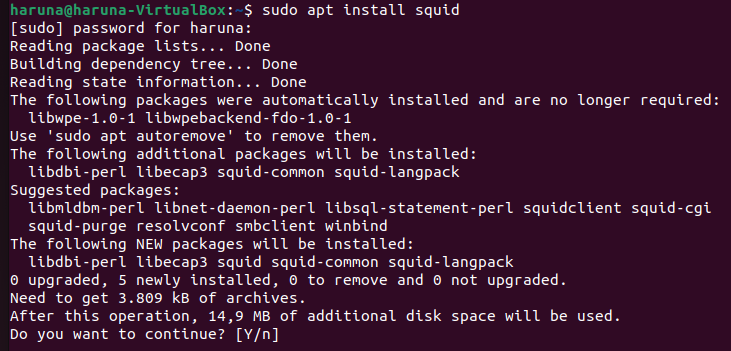 haruna@haruna-VirtualBox:~$ sudo apt install squid
[sudo] password for haruna:
Reading package lists... Done
Building dependency tree... Done
Reading state information... Done
The following packages were automatically installed and are no longer required:
  libwpe-1.0-1 libwpebackend-fdo-1.0-1
Use 'sudo apt autoremove' to remove them.
The following additional packages will be installed:
  libdbi-perl libecap3 squid-common squid-langpack
Suggested packages:
  libmldbm-perl libnet-daemon-perl libsql-statement-perl squidclient squid-cgi
  squid-purge resolvconf smbclient winbind
The following NEW packages will be installed:
  libdbi-perl libecap3 squid squid-common squid-langpack
0 upgraded, 5 newly installed, 0 to remove and 0 not upgraded.
Need to get 3.809 kB of archives.
After this operation, 14,9 MB of additional disk space will be used.
Do you want to continue? [Y/n]